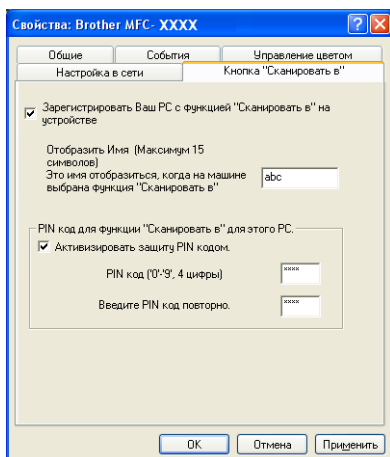 Свойства: Brother MFC- XXXX
Общие События Управление цветом
Настройка в сети Кнопка "Сканировать в"
Зарегистрировать Ваш PC с функцией "Сканировать в" на
устройстве
Отобразить Имя (Максимум 15
символов)
Это имя отобразиться, когда на машине
выбрана функция "Сканировать в"
abc
PIN код для функции "Сканировать в" для этого PC.
Активизировать защиту PIN кодом.
PIN код ('0'-'9', 4 цифры)
xxxx
Введите PIN код повторно.
xxxx
OK Отмена Применить